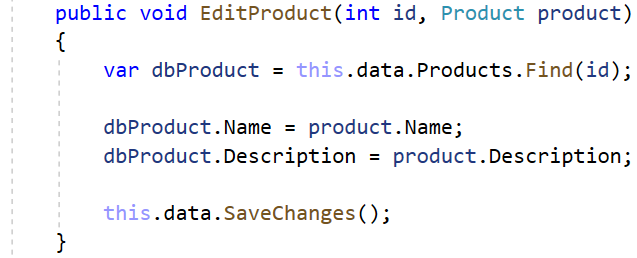 public void EditProduct(int id, Product product)
{
var dbProduct = this.data.Products.Find(id);
dbProduct.Name = product.Name;
dbProduct.Description = product.Description;
this.data.SaveChanges();
}